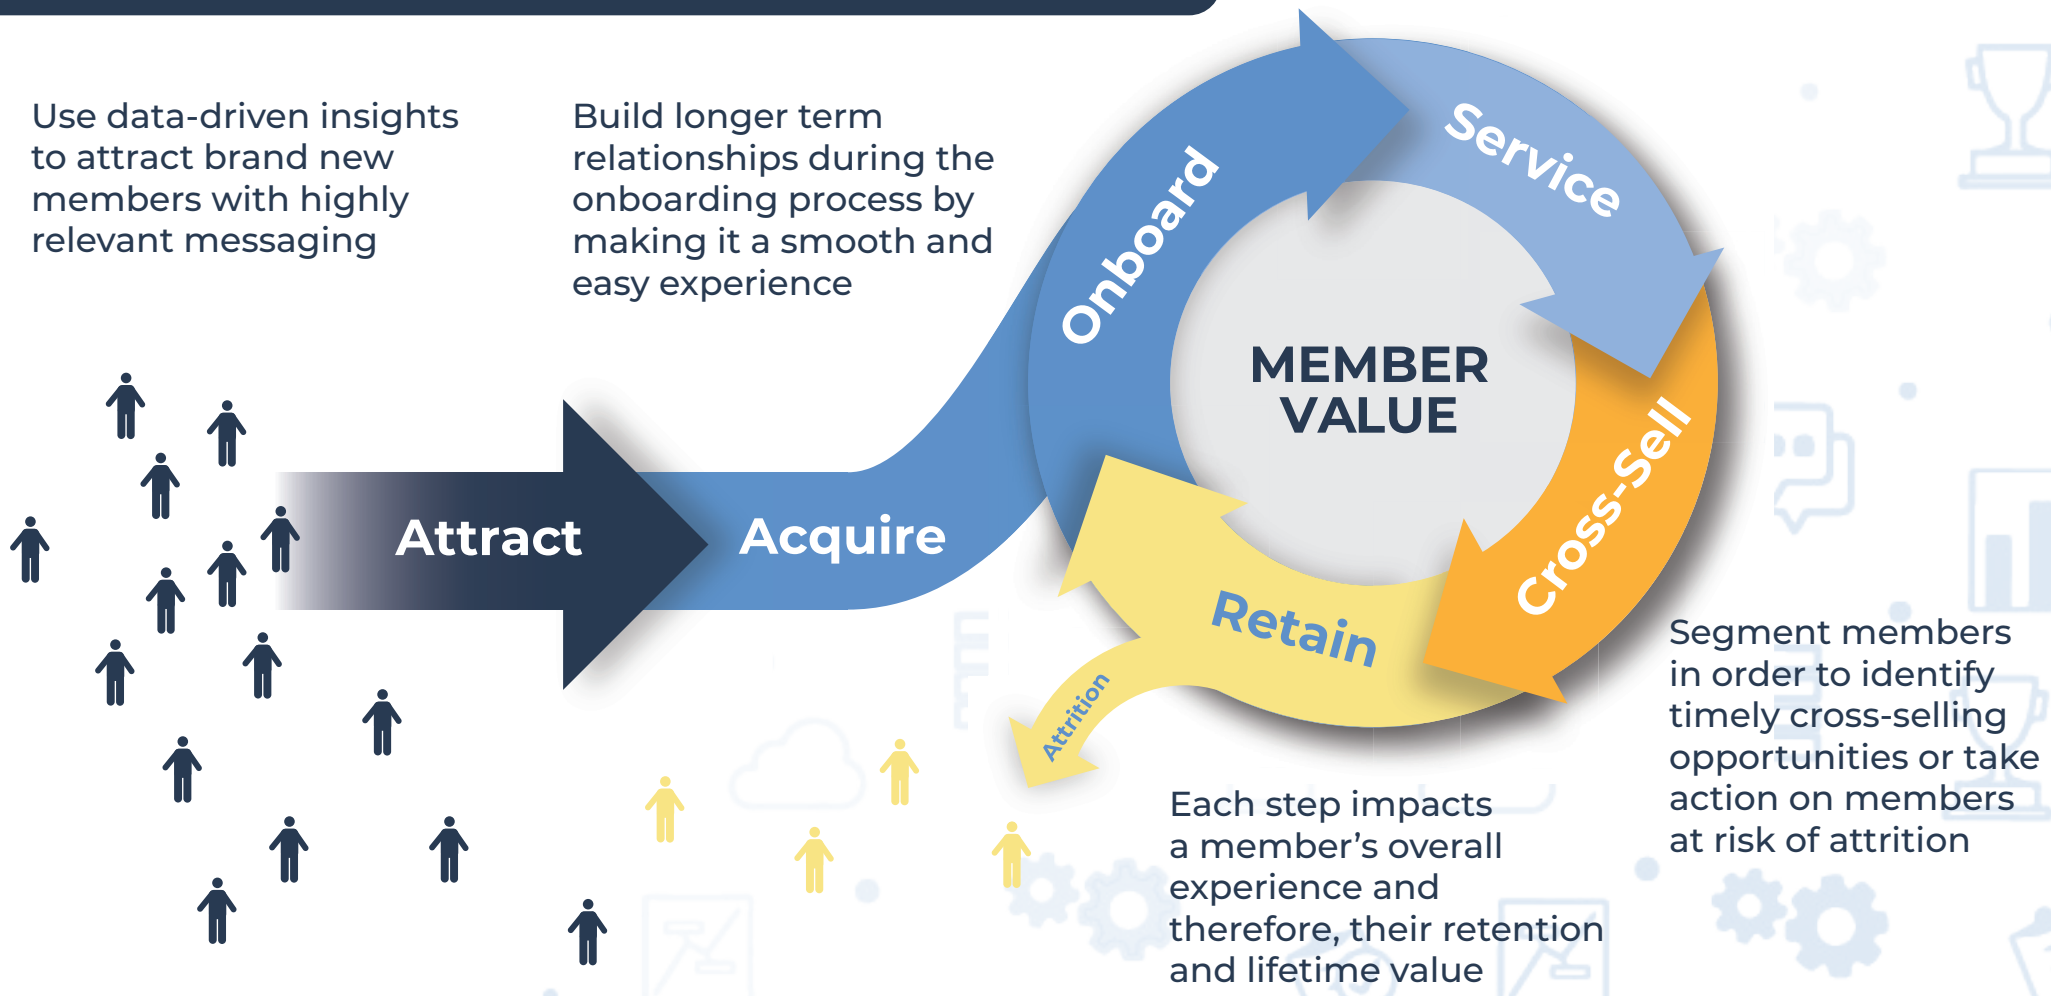 Use data-driven insights
to attract brand new
members with highly
relevant messaging
Build longer term
relationships during the
onboarding process by
making it a smooth and
easy experience
Attract
Acquire
Onboard
Service
Cross-Sell
Retain
Attrition
MEMBER
VALUE
Segment members
in order to identify
timely cross-selling
opportunities or take
action on members
at risk of attrition
Each step impacts
a member’s overall
experience and
therefore, their retention
and lifetime value